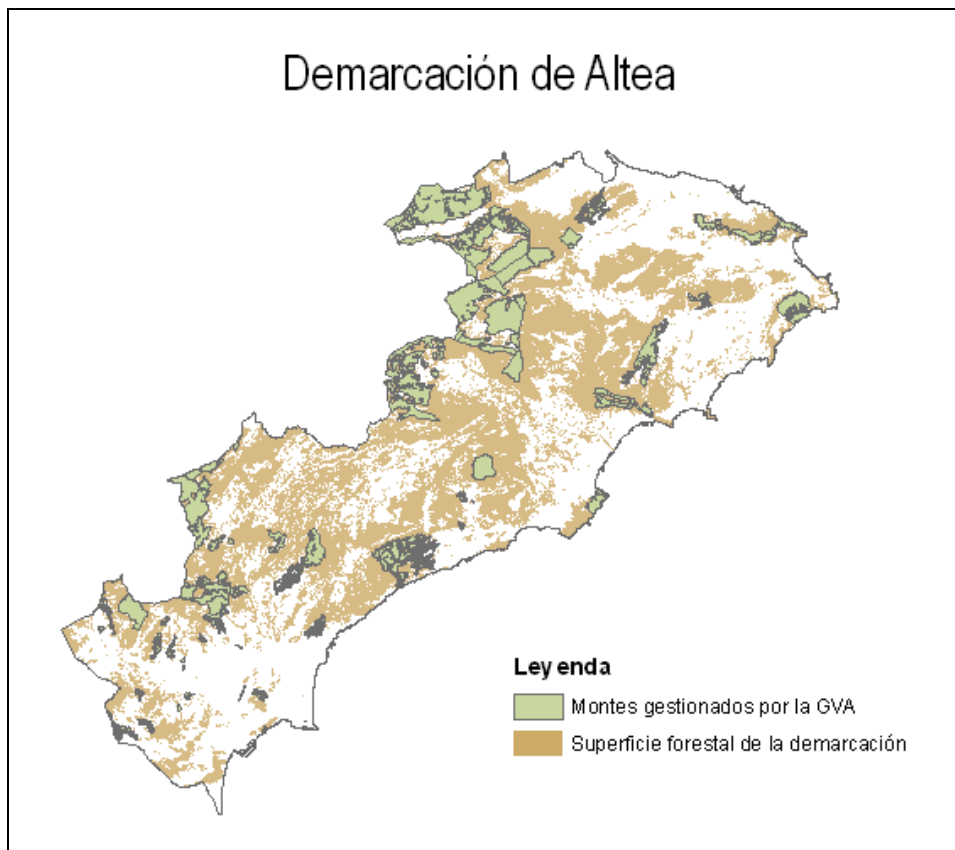 Demarcación de Altea
Leyenda
Montes gestionados por la GVA
Superficie forestal de la demarcación